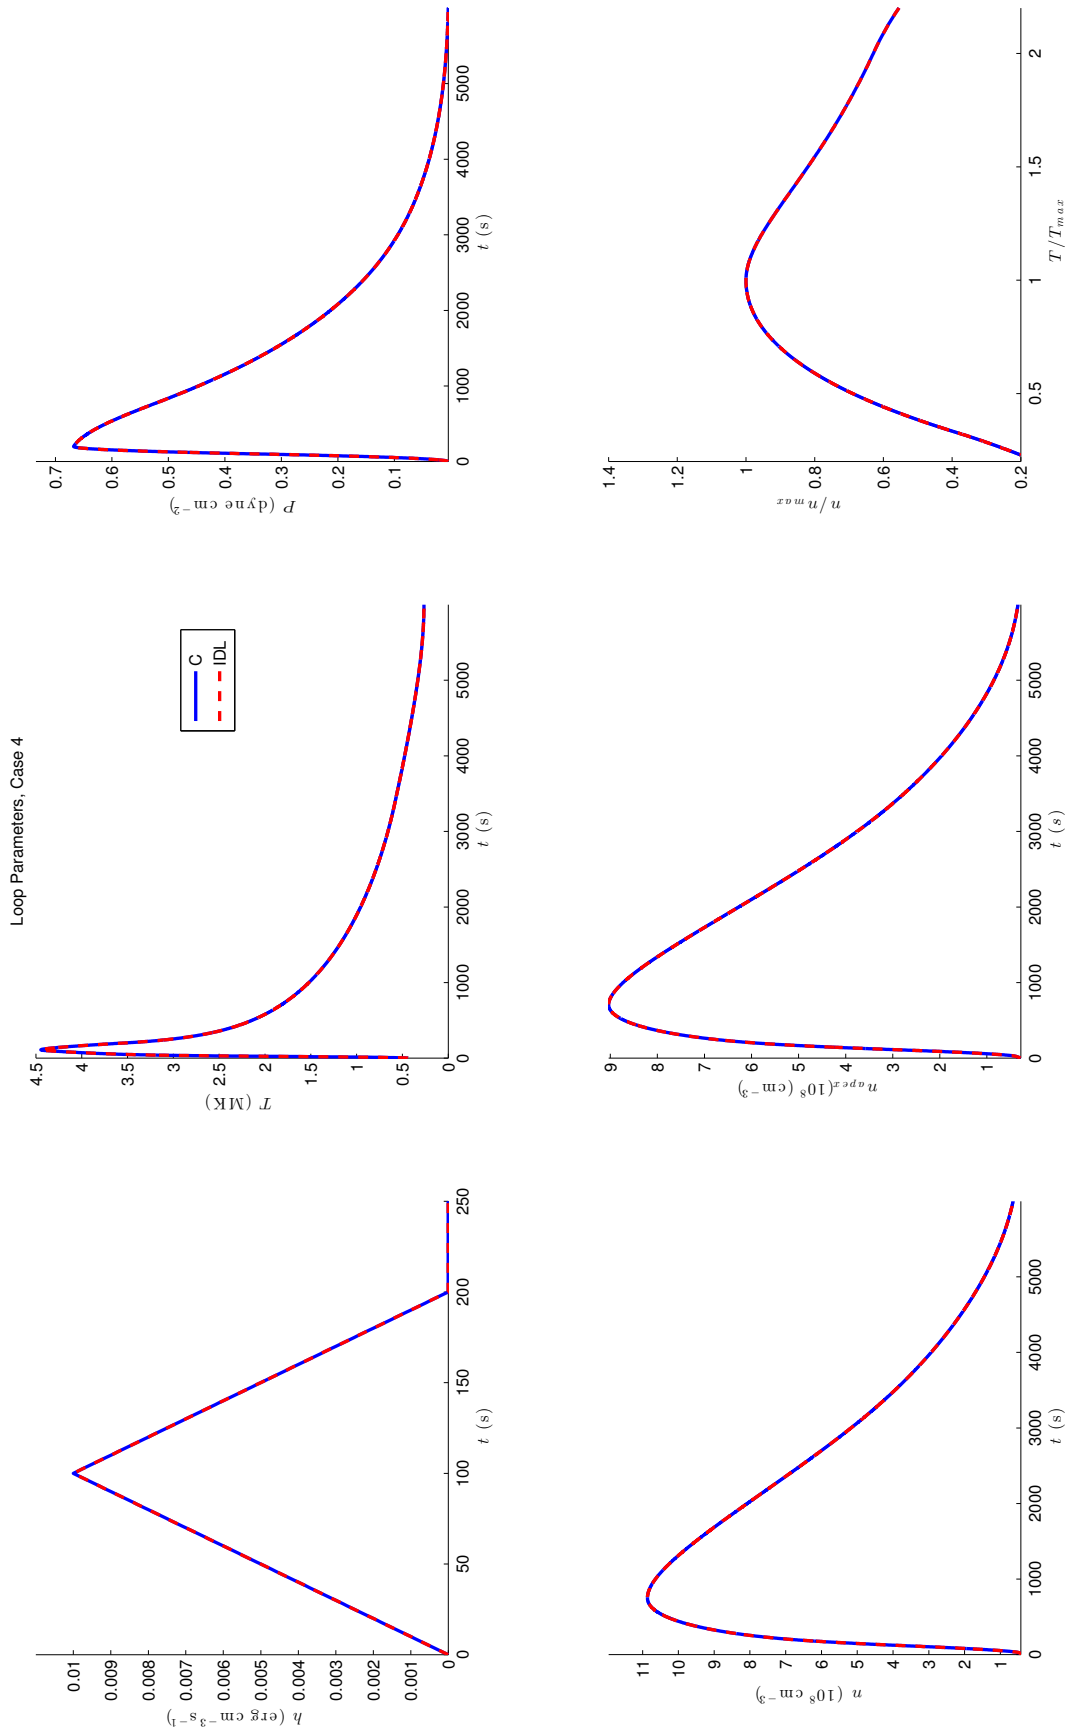 Loop Parameters, Case 4
h (erg cm⁻³s⁻¹)
0.01
0.009
0.008
0.007
0.006
0.005
0.004
0.003
0.002
0.001
0
0 50 100 150 200 250
t (s)
T (MK)
4.5
4
3.5
3
2.5
2
1.5
1
0.5
0
0 1000 2000 3000 4000 5000
t (s)
C
IDL
P (dyne cm⁻²)
0.7
0.6
0.5
0.4
0.3
0.2
0.1
0 1000 2000 3000 4000 5000
t (s)
n (10⁸ cm⁻³)
11
10
9
8
7
6
5
4
3
2
1
0 1000 2000 3000 4000 5000
t (s)
n_apex (10⁸ (cm⁻³)
9
8
7
6
5
4
3
2
1
0 1000 2000 3000 4000 5000
t (s)
n/n_max
1.4
1.2
1
0.8
0.6
0.4
0.2
0.5 1 1.5 2
T/T_max